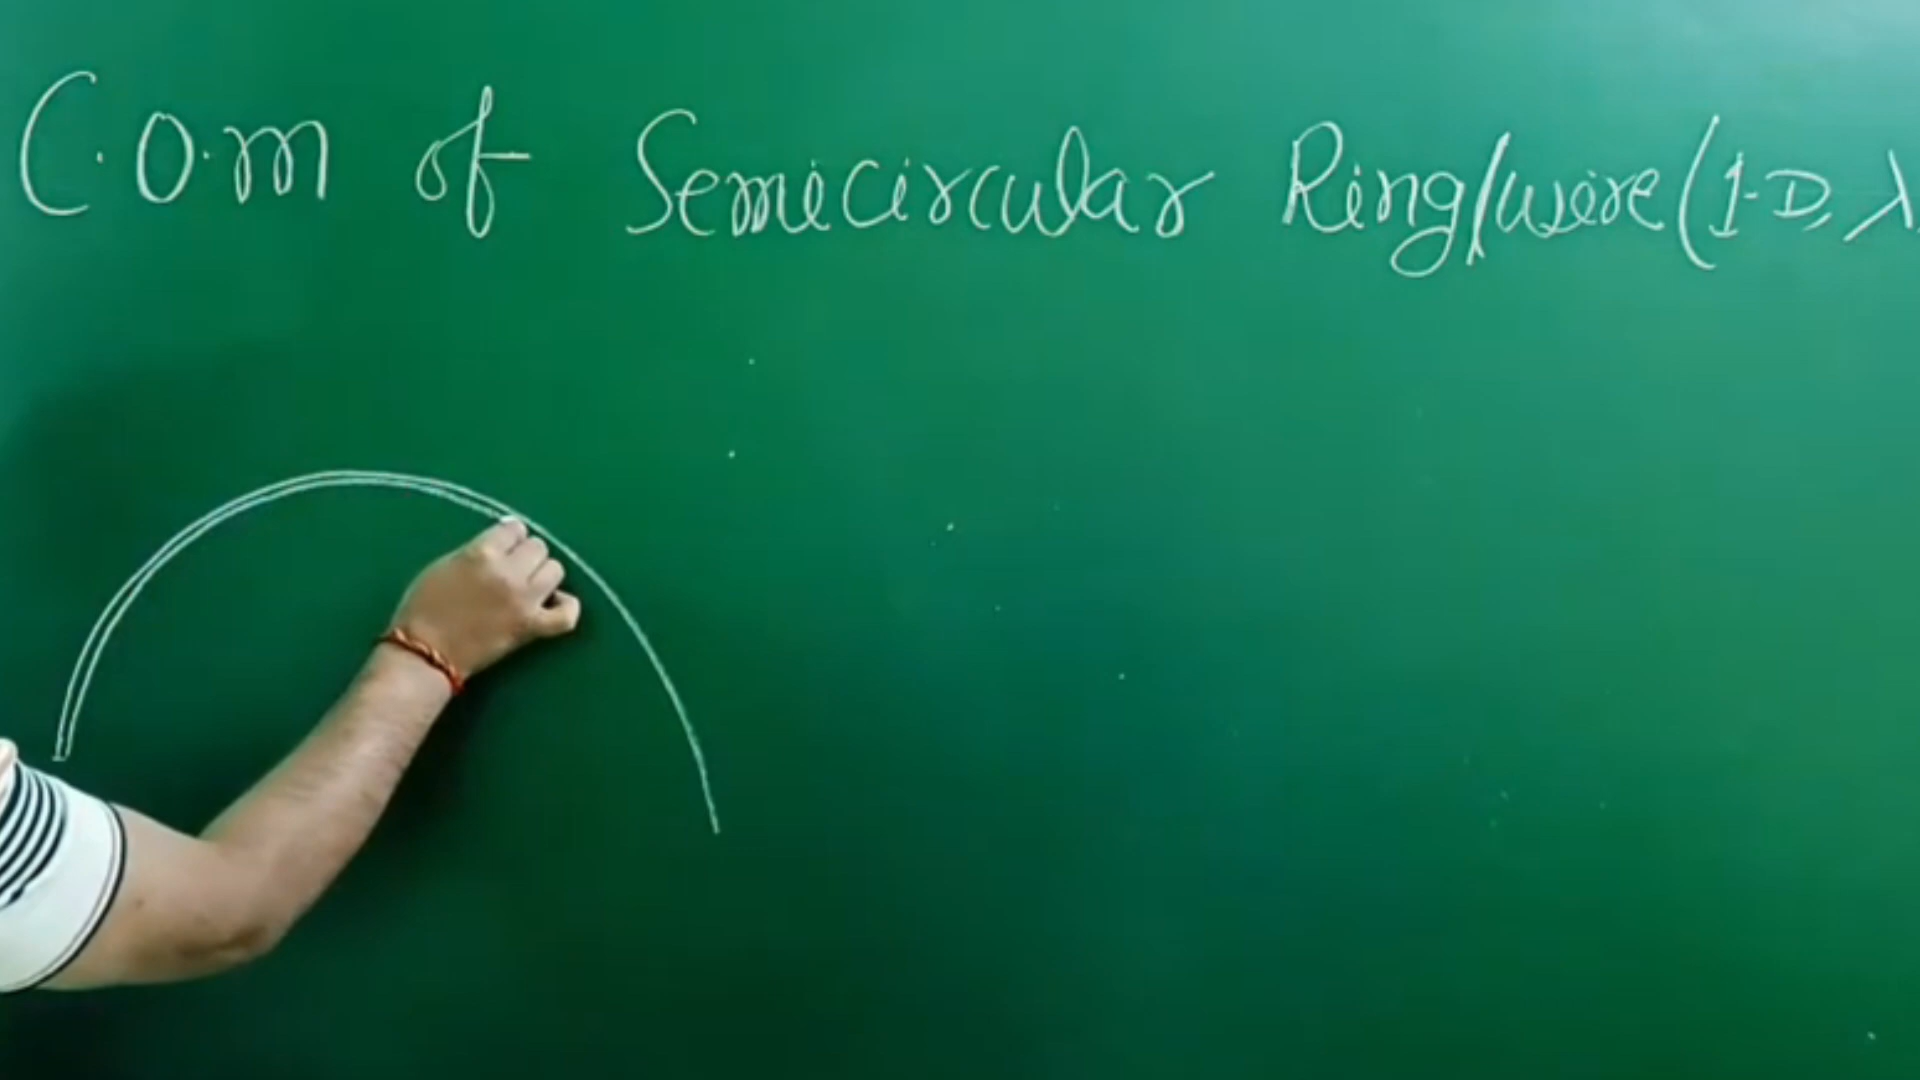 C.O.M of Semicircular Ring/wire (1-D, λ